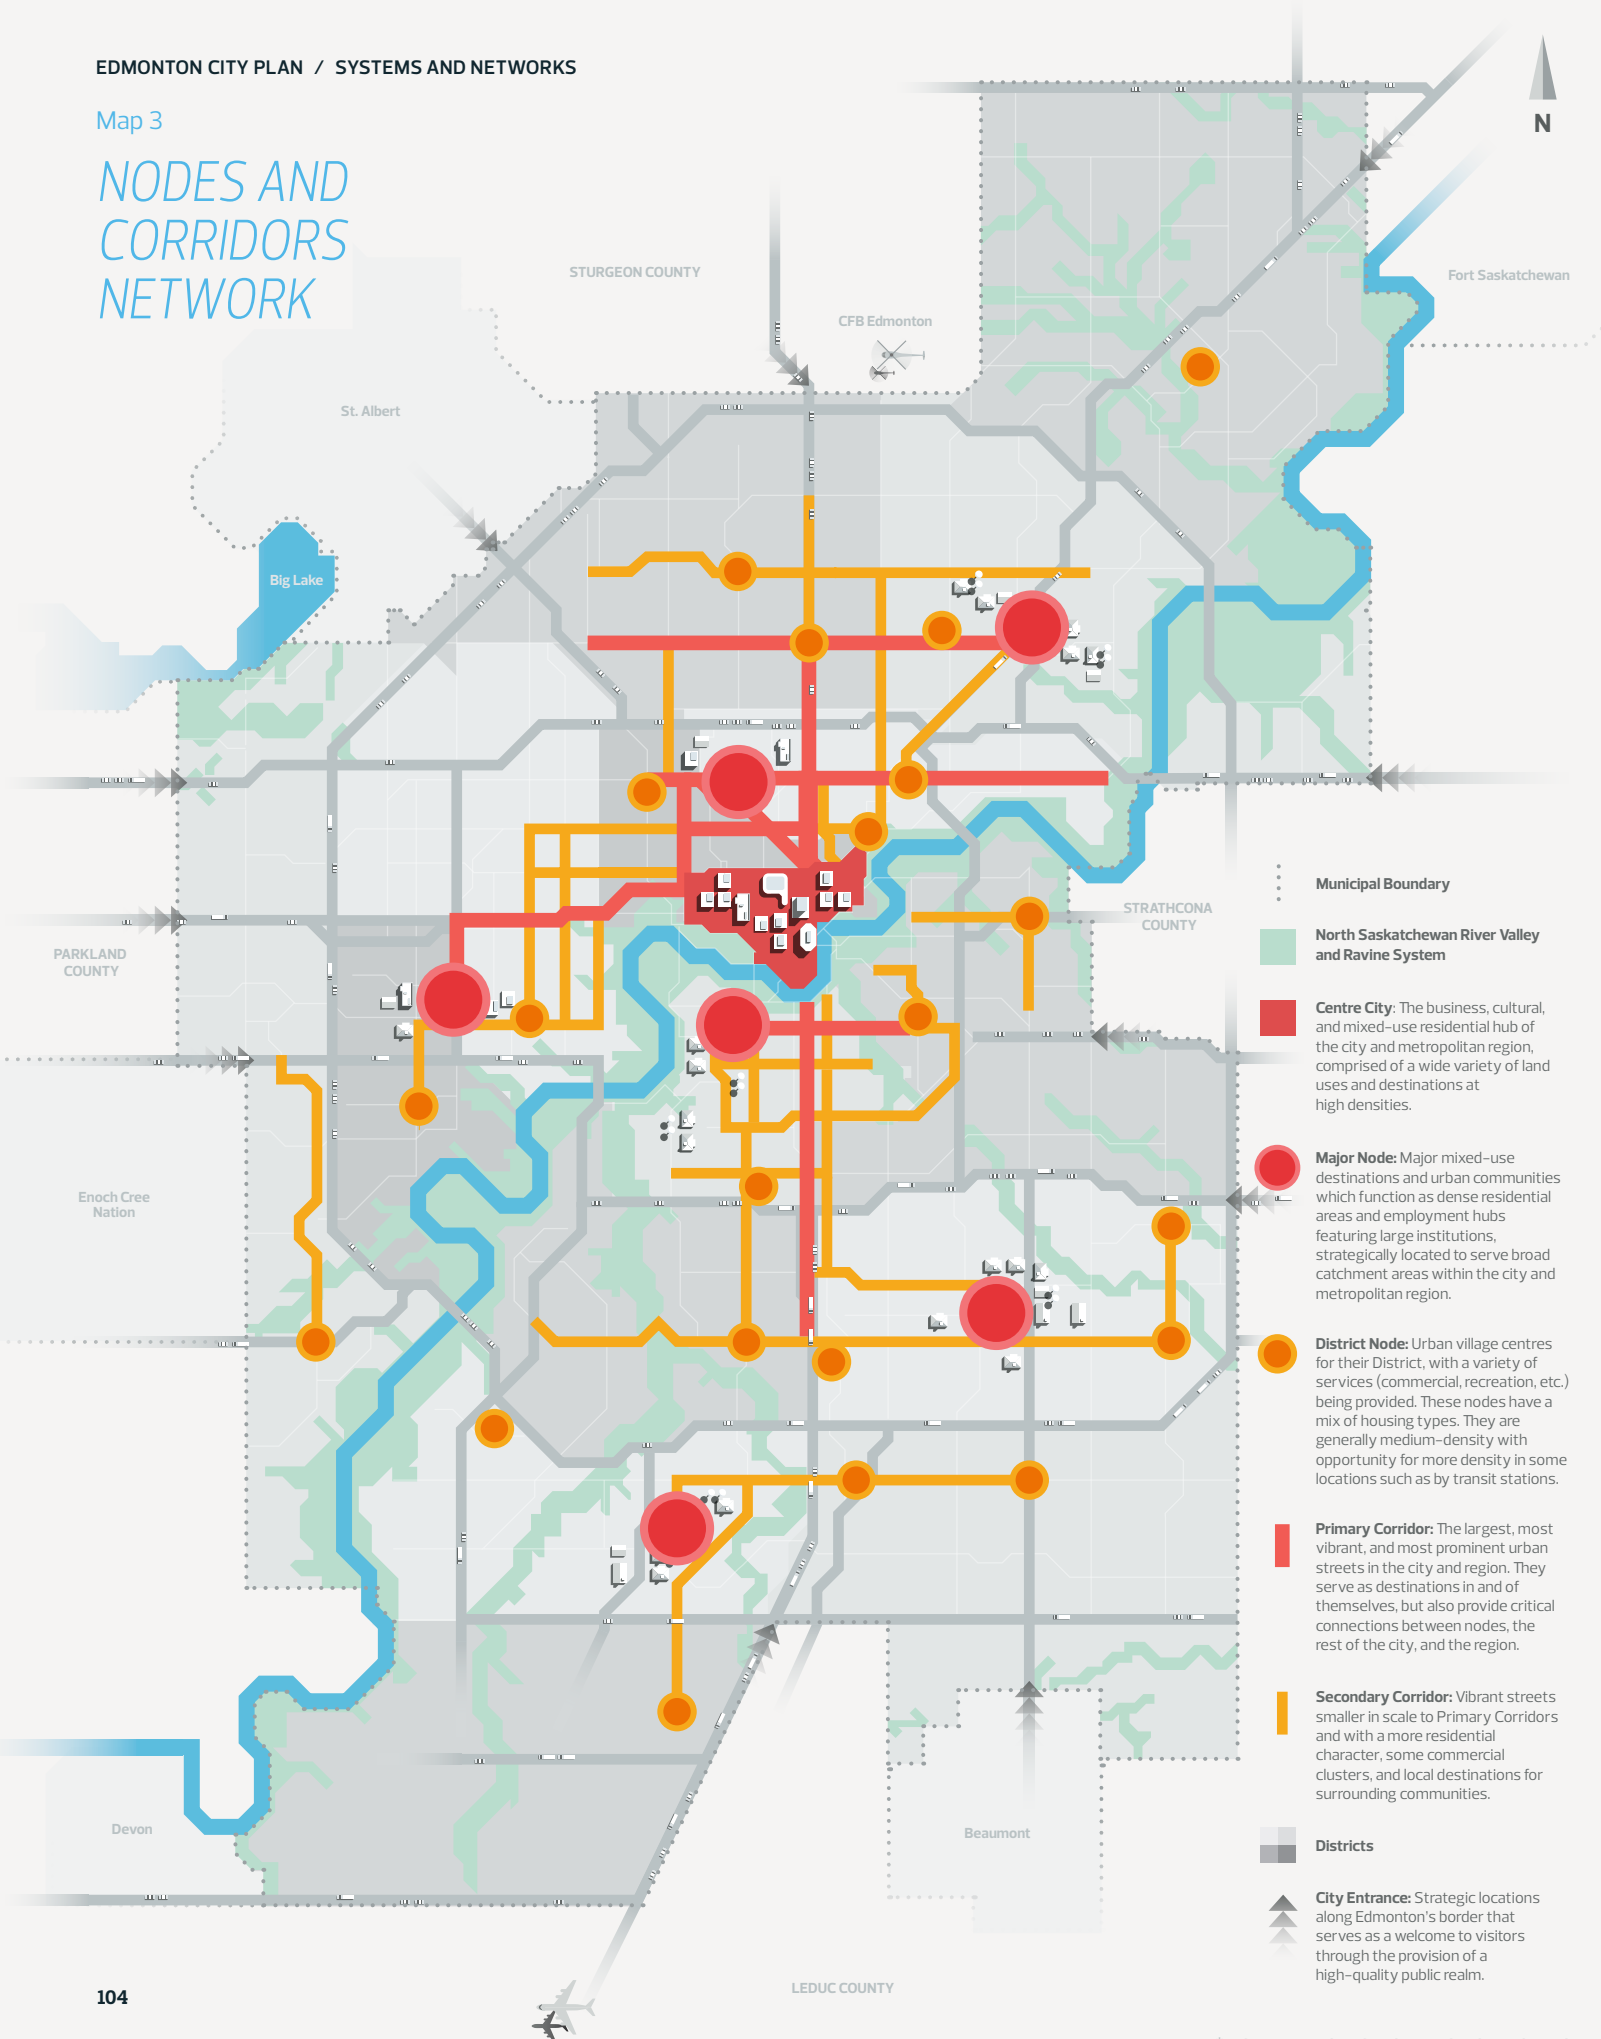 EDMONTON CITY PLAN / SYSTEMS AND NETWORKS
Map 3
NODES AND
CORRIDORS
NETWORK
N
STURGEON COUNTY
Fort Saskatchewan
CFB Edmonton
St. Albert
Big Lake
STRATHCONA
COUNTY
PARKLAND
COUNTY
Enoch Cree
Nation
Devon
Beaumont
LEDUC COUNTY
Municipal Boundary
North Saskatchewan River Valley
and Ravine System
Centre City: The business, cultural,
and mixed-use residential hub of
the city and metropolitan region,
comprised of a wide variety of land
uses and destinations at
high densities.
Major Node: Major mixed-use
destinations and urban communities
which function as dense residential
areas and employment hubs
featuring large institutions,
strategically located to serve broad
catchment areas within the city and
metropolitan region.
District Node: Urban village centres
for their District, with a variety of
services (commercial, recreation, etc.)
being provided. These nodes have a
mix of housing types. They are
generally medium-density with
opportunity for more density in some
locations such as by transit stations.
Primary Corridor: The largest, most
vibrant, and most prominent urban
streets in the city and region. They
serve as destinations in and of
themselves, but also provide critical
connections between nodes, the
rest of the city, and the region.
Secondary Corridor: Vibrant streets
smaller in scale to Primary Corridors
and with a more residential
character, some commercial
clusters, and local destinations for
surrounding communities.
Districts
City Entrance: Strategic locations
along Edmonton's border that
serves as a welcome to visitors
through the provision of a
high-quality public realm.
104